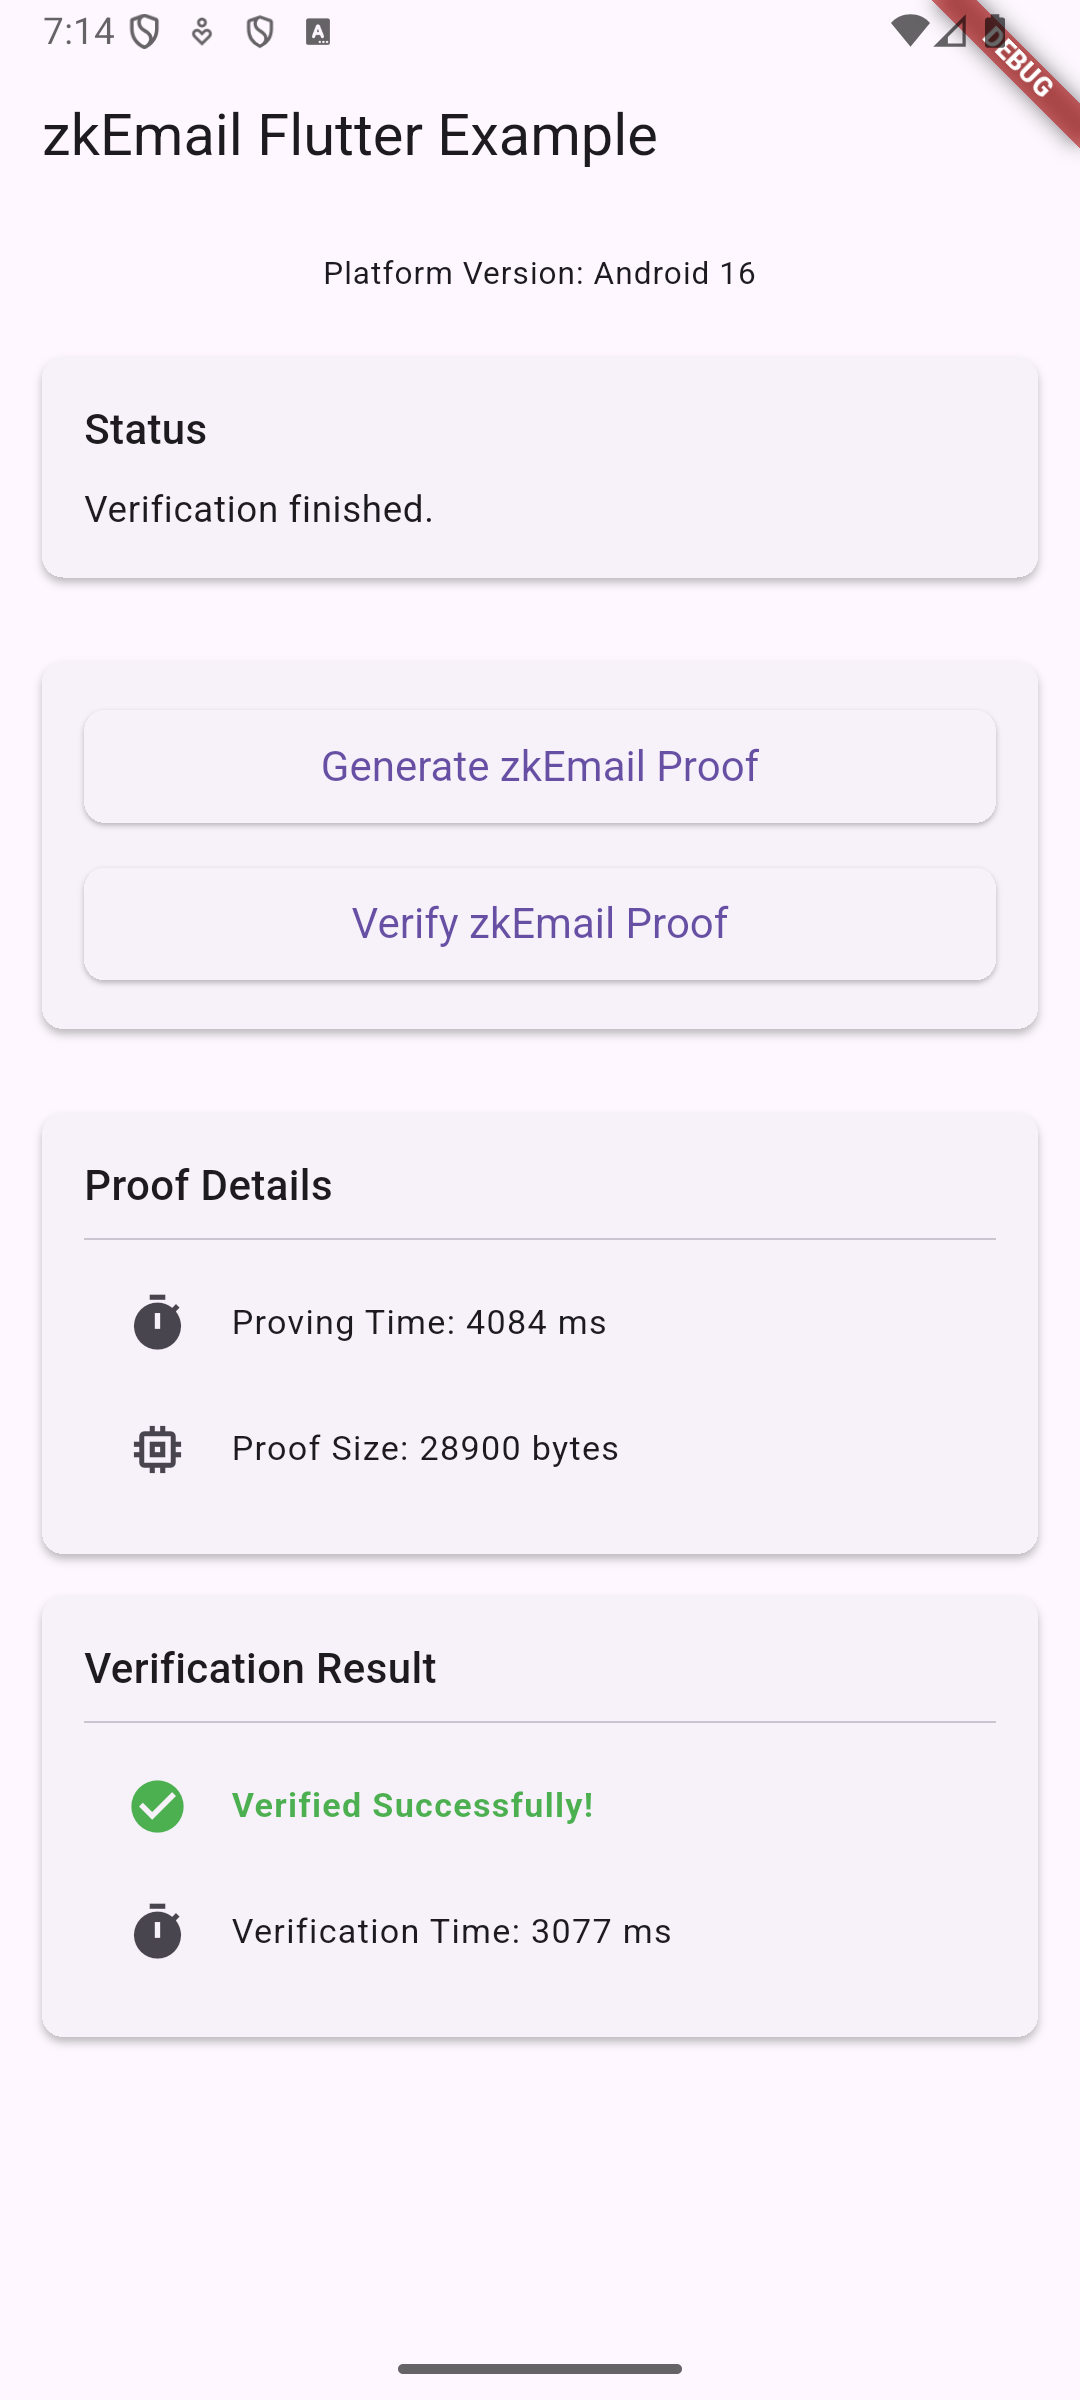 7:14
DEBUG
zkEmail Flutter Example
Platform Version: Android 16
Status
Verification finished.
Generate zkEmail Proof
Verify zkEmail Proof
Proof Details
Proving Time: 4084 ms
Proof Size: 28900 bytes
Verification Result
Verified Successfully!
Verification Time: 3077 ms